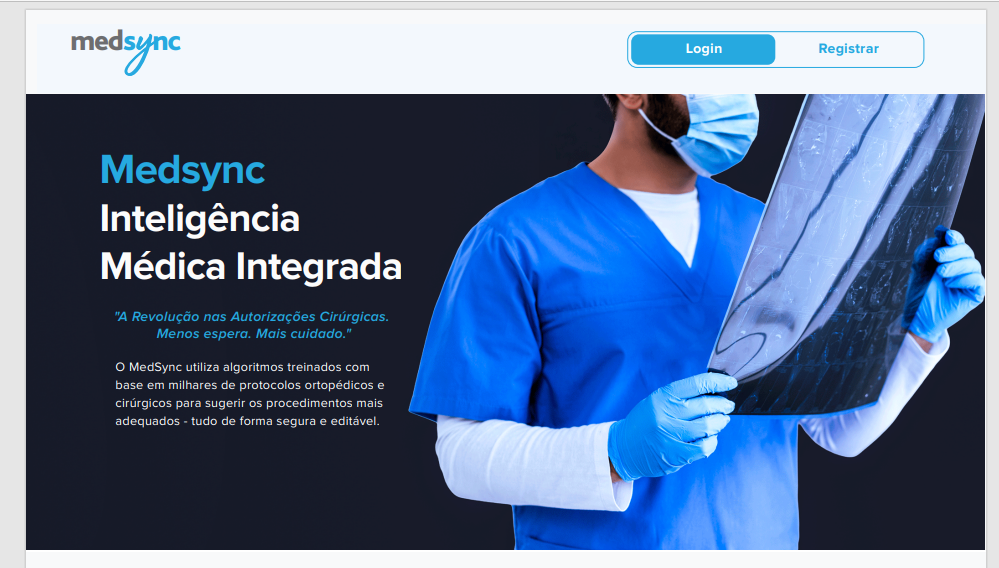 medsync
Login
Registrar
Medsync
Inteligência
Médica Integrada
"A Revolução nas Autorizações Cirúrgicas.
Menos espera. Mais cuidado."
O MedSync utiliza algoritmos treinados com
base em milhares de protocolos ortopédicos e
cirúrgicos para sugerir os procedimentos mais
adequados - tudo de forma segura e editável.